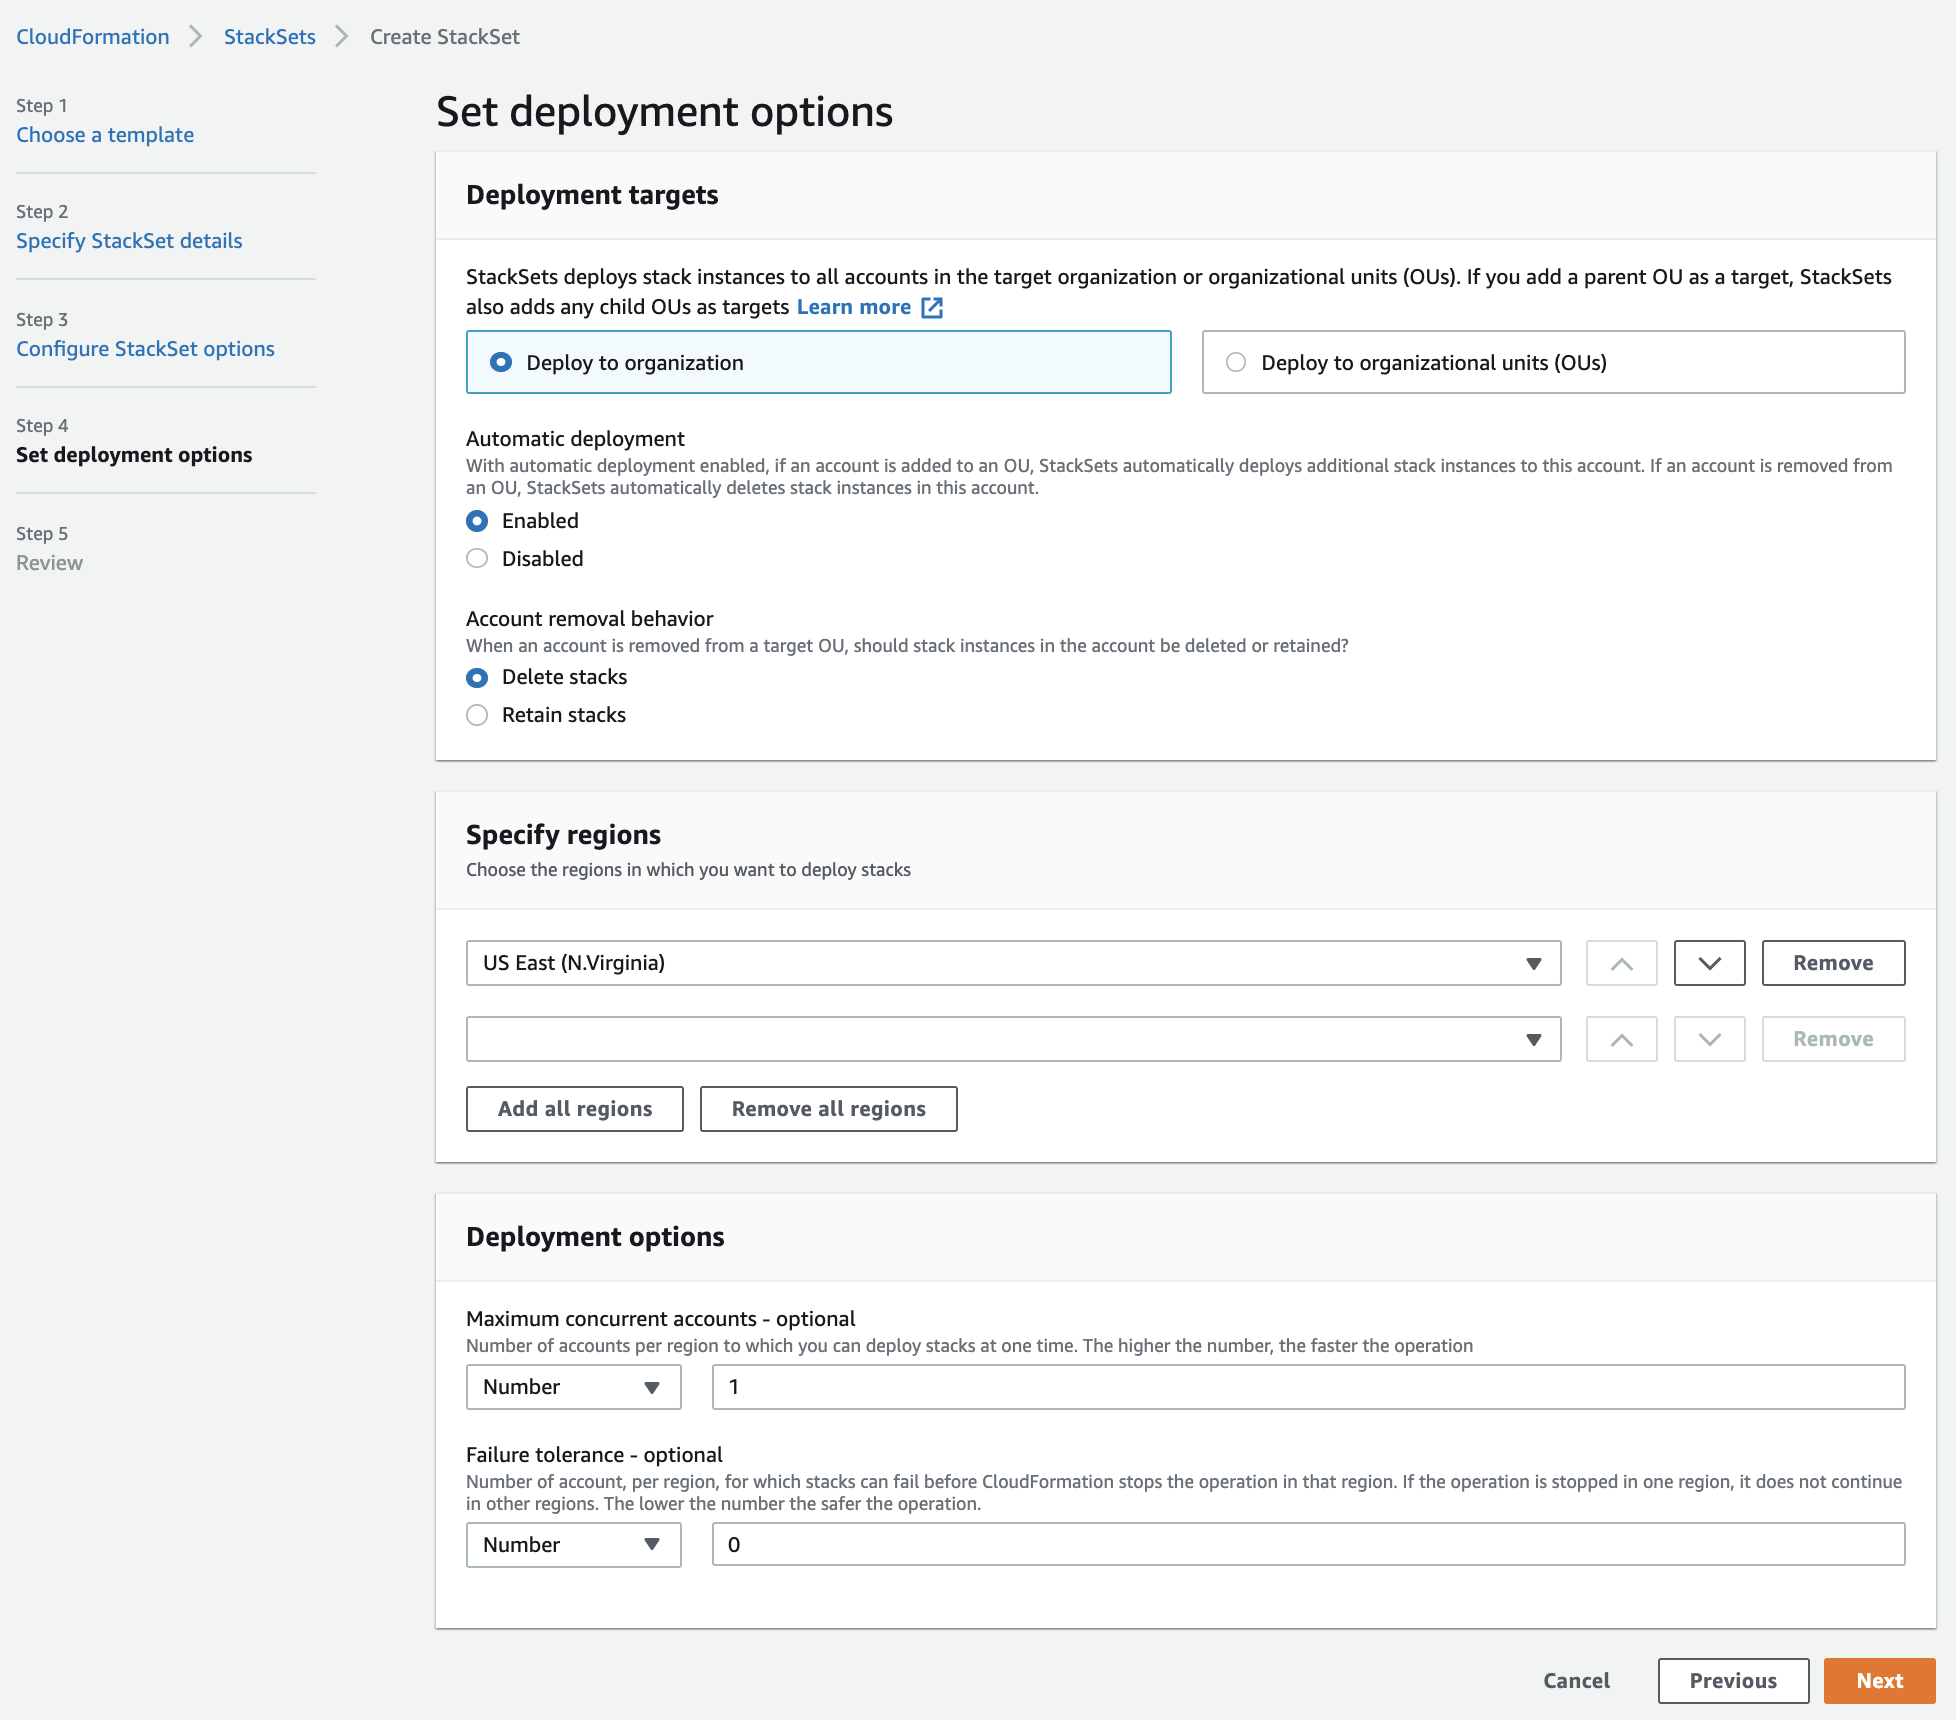 CloudFormation > StackSets > Create StackSet
Step 1
Choose a template
Step 2
Specify StackSet details
Step 3
Configure StackSet options
Step 4
Set deployment options
Step 5
Review
Set deployment options
Deployment targets
StackSets deploys stack instances to all accounts in the target organization or organizational units (OUs). If you add a parent OU as a target, StackSets
also adds any child OUs as targets Learn more
Deploy to organization
Deploy to organizational units (OUs)
Automatic deployment
With automatic deployment enabled, if an account is added to an OU, StackSets automatically deploys additional stack instances to this account. If an account is removed from
an OU, StackSets automatically deletes stack instances in this account.
Enabled
Disabled
Account removal behavior
When an account is removed from a target OU, should stack instances in the account be deleted or retained?
Delete stacks
Retain stacks
Specify regions
Choose the regions in which you want to deploy stacks
US East (N.Virginia)
Remove
Remove
Add all regions
Remove all regions
Deployment options
Maximum concurrent accounts - optional
Number of accounts per region to which you can deploy stacks at one time. The higher the number, the faster the operation
Number
1
Failure tolerance - optional
Number of account, per region, for which stacks can fail before CloudFormation stops the operation in that region. If the operation is stopped in one region, it does not continue
in other regions. The lower the number the safer the operation.
Number
0
Cancel
Previous
Next